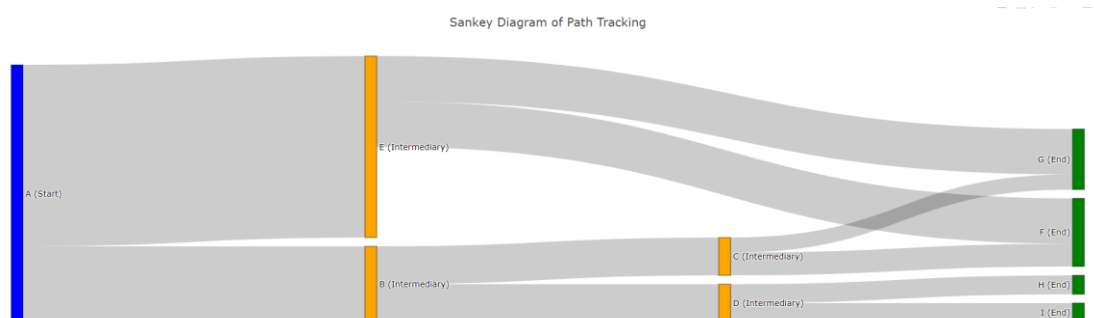 Sankey Diagram of Path Tracking
A (Start)
E (Intermediary)
B (Intermediary)
C (Intermediary)
D (Intermediary)
G (End)
F (End)
H (End)
I (End)